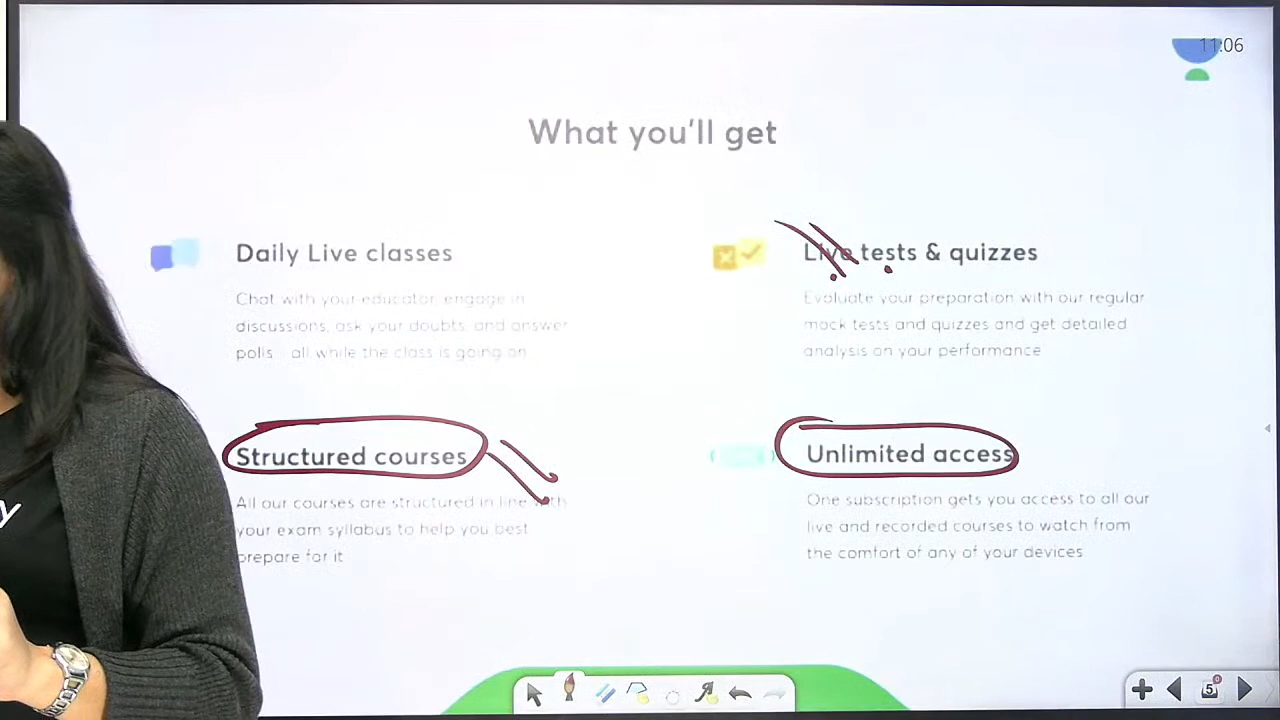 11:06
What you'll get
Daily Live classes
Chat with your educator, engage in
discussions, ask your doubts, and answer
polls - all while the class is going on
Live tests & quizzes
Evaluate your preparation with our regular
mock tests and quizzes and get detailed
analysis on your performance
Structured courses
All our courses are structured in line with
your exam syllabus to help you best
prepare for it
Unlimited access
One subscription gets you access to all our
live and recorded courses to watch from
the comfort of any of your devices
y
5